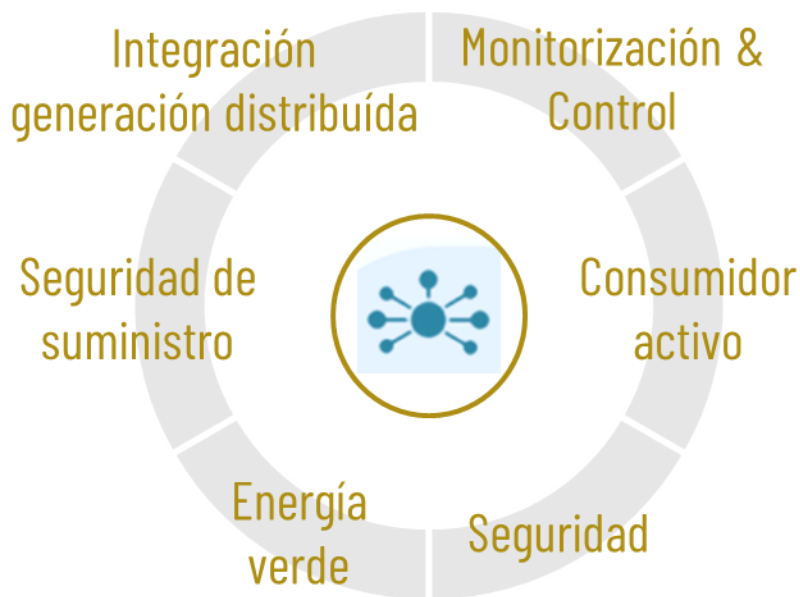 Integración
generación distribuída
Monitorización &
Control
Seguridad de
suministro
Consumidor
activo
Energía
verde
Seguridad